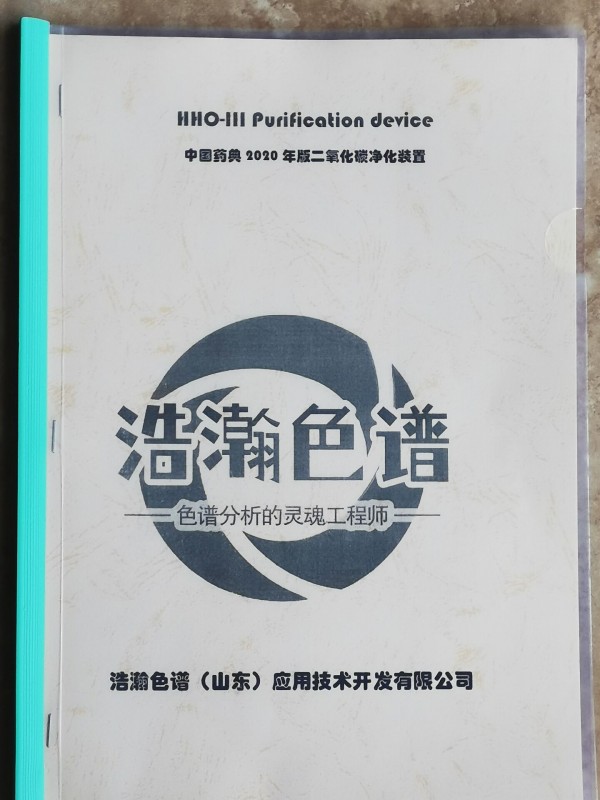 HHO-III Purification device
中国药典 2020 年版二氧化碳净化装置
浩瀚色谱
色谱分析的灵魂工程师
浩瀚色谱（山东）应用技术开发有限公司